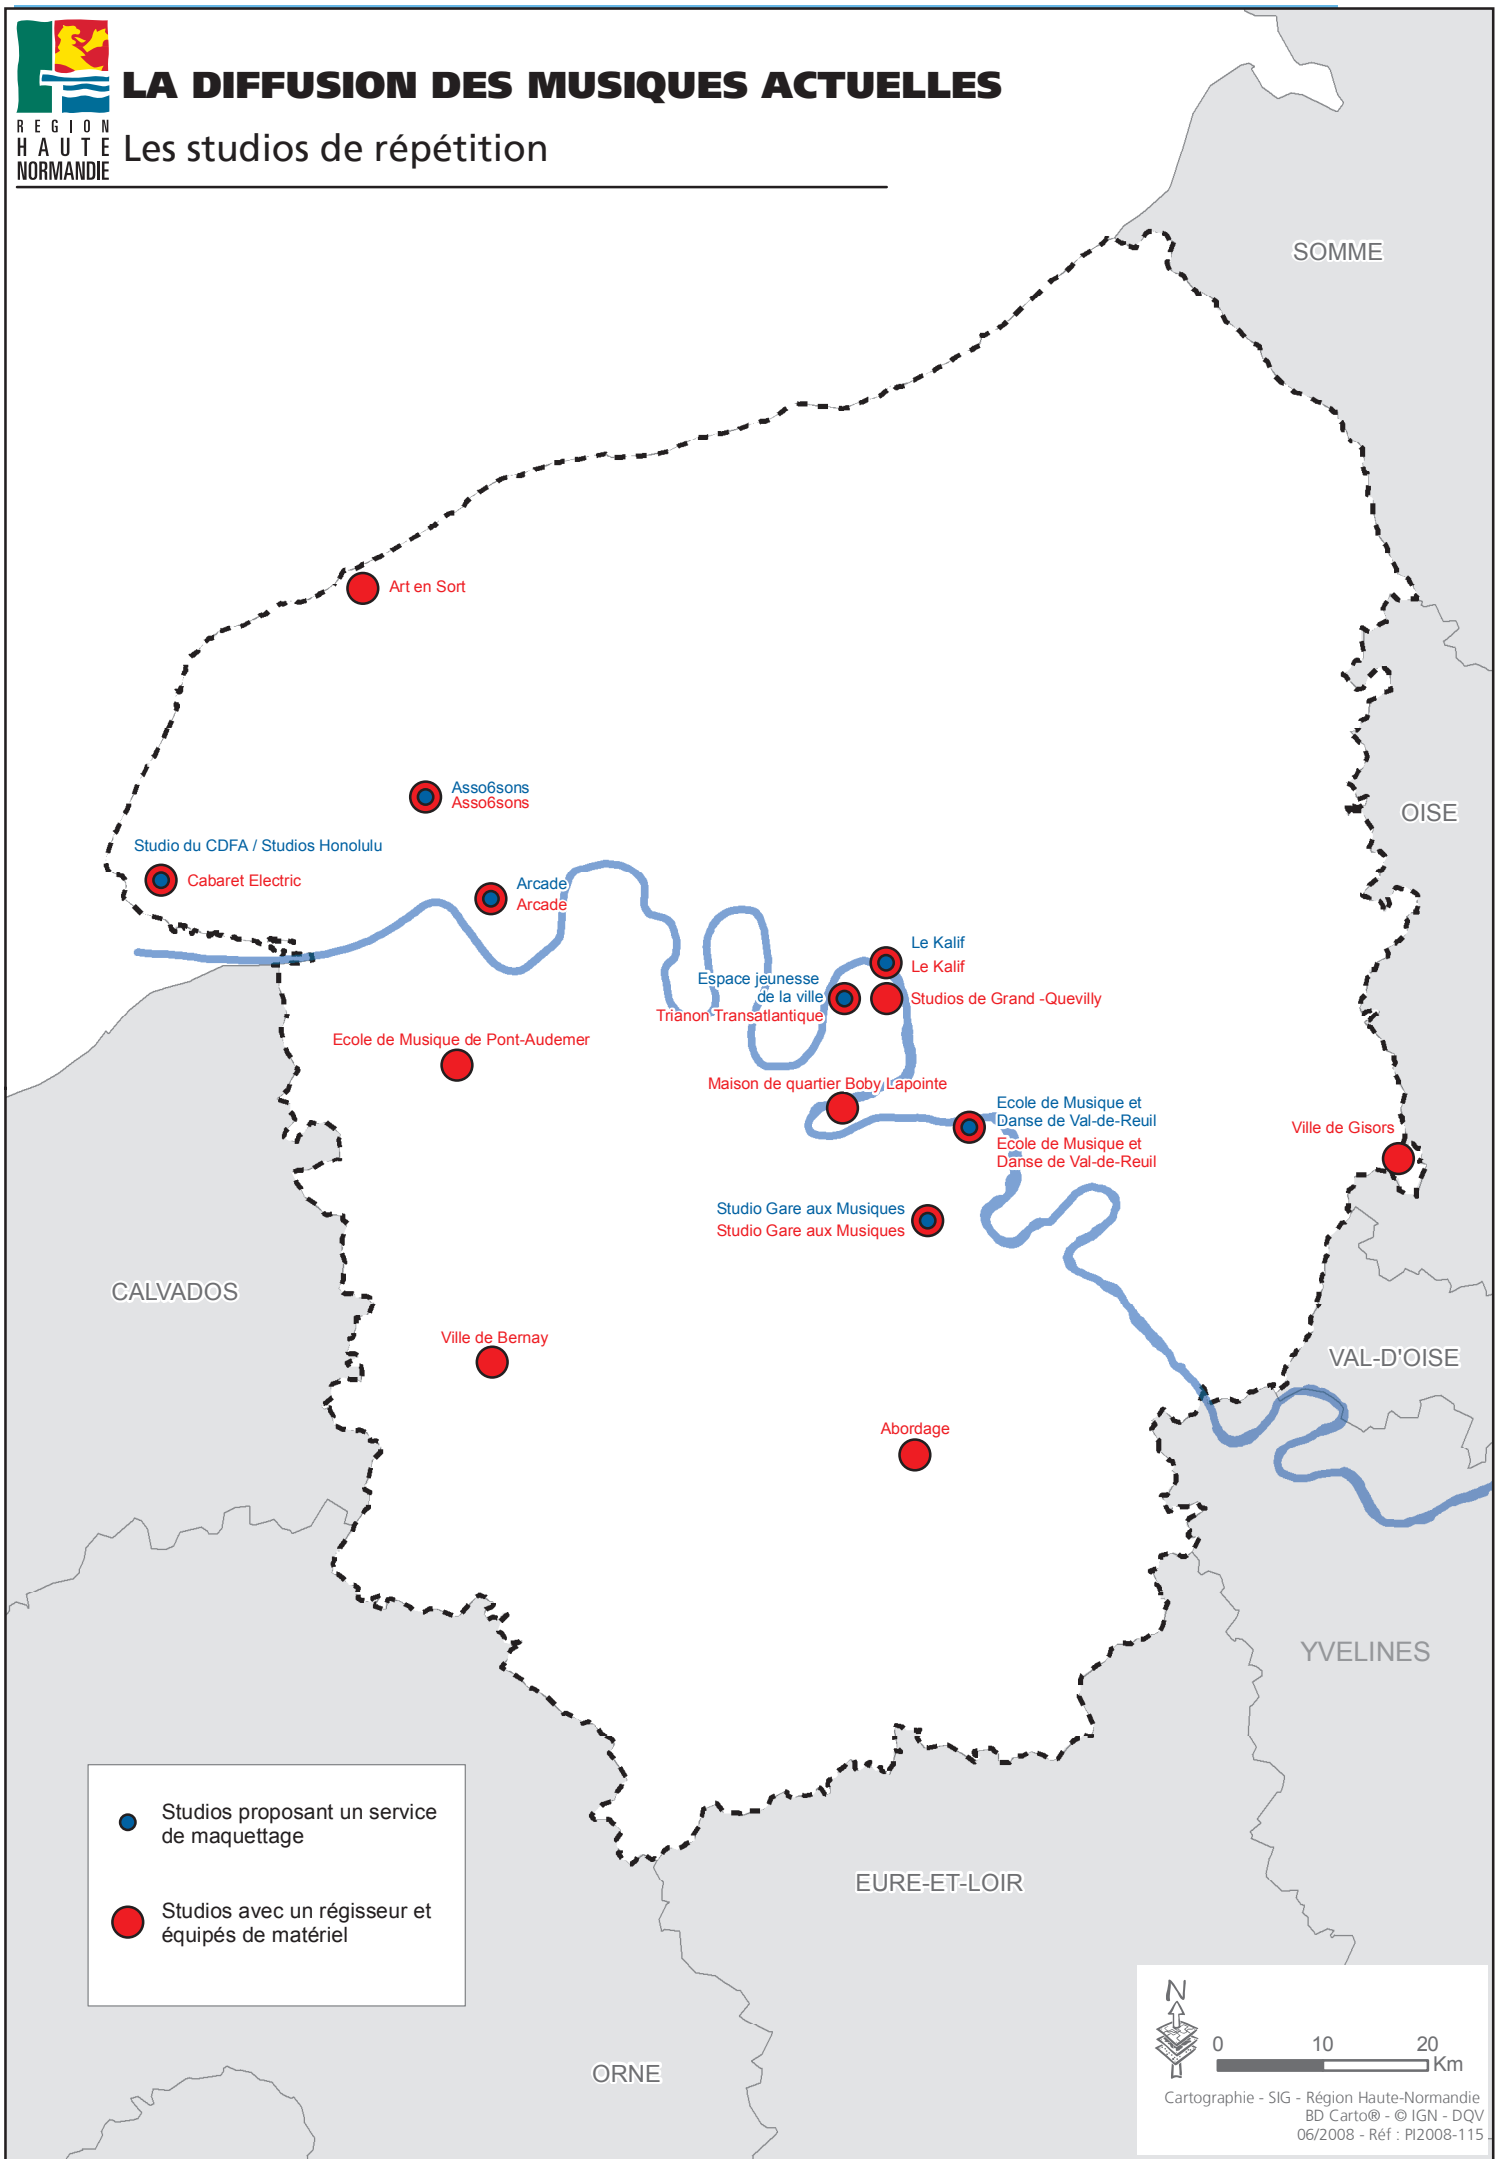 LA DIFFUSION DES MUSIQUES ACTUELLES
Les studios de répétition
REGION
HAUTE
NORMANDIE
SOMME
Art en Sort
Asso6sons
Asso6sons
OISE
Studio du CDFA / Studios Honolulu
Cabaret Electric
Arcade
Arcade
Le Kalif
Le Kalif
Espace jeunesse
de la ville
Trianon Transatlantique
Studios de Grand -Quevilly
Ecole de Musique de Pont-Audemer
Maison de quartier Boby Lapointe
Ecole de Musique et
Danse de Val-de-Reuil
Ecole de Musique et
Danse de Val-de-Reuil
Ville de Gisors
Studio Gare aux Musiques
Studio Gare aux Musiques
CALVADOS
Ville de Bernay
VAL-D'OISE
Abordage
YVELINES
Studios proposant un service
de maquettage
Studios avec un régisseur et
équipés de matériel
EURE-ET-LOIR
ORNE
N
0 10 20
Km
Cartographie - SIG - Région Haute-Normandie
BD Carto® - © IGN - DQV
06/2008 - Réf : PI2008-115